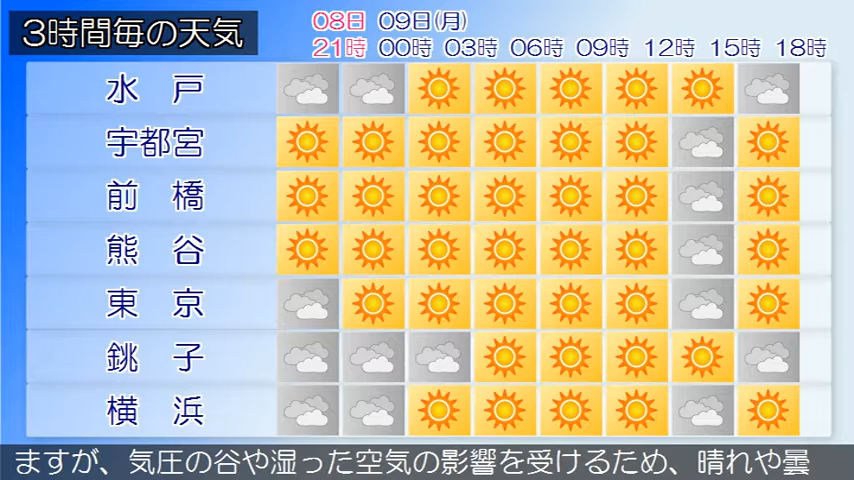 3時間毎の天気
08日 09日(月)
21時 00時 03時 06時 09時 12時 15時 18時
水 戸
宇都宮
前 橋
熊 谷
東 京
銚 子
横 浜
ますが、気圧の谷や湿った空気の影響を受けるため、晴れや曇